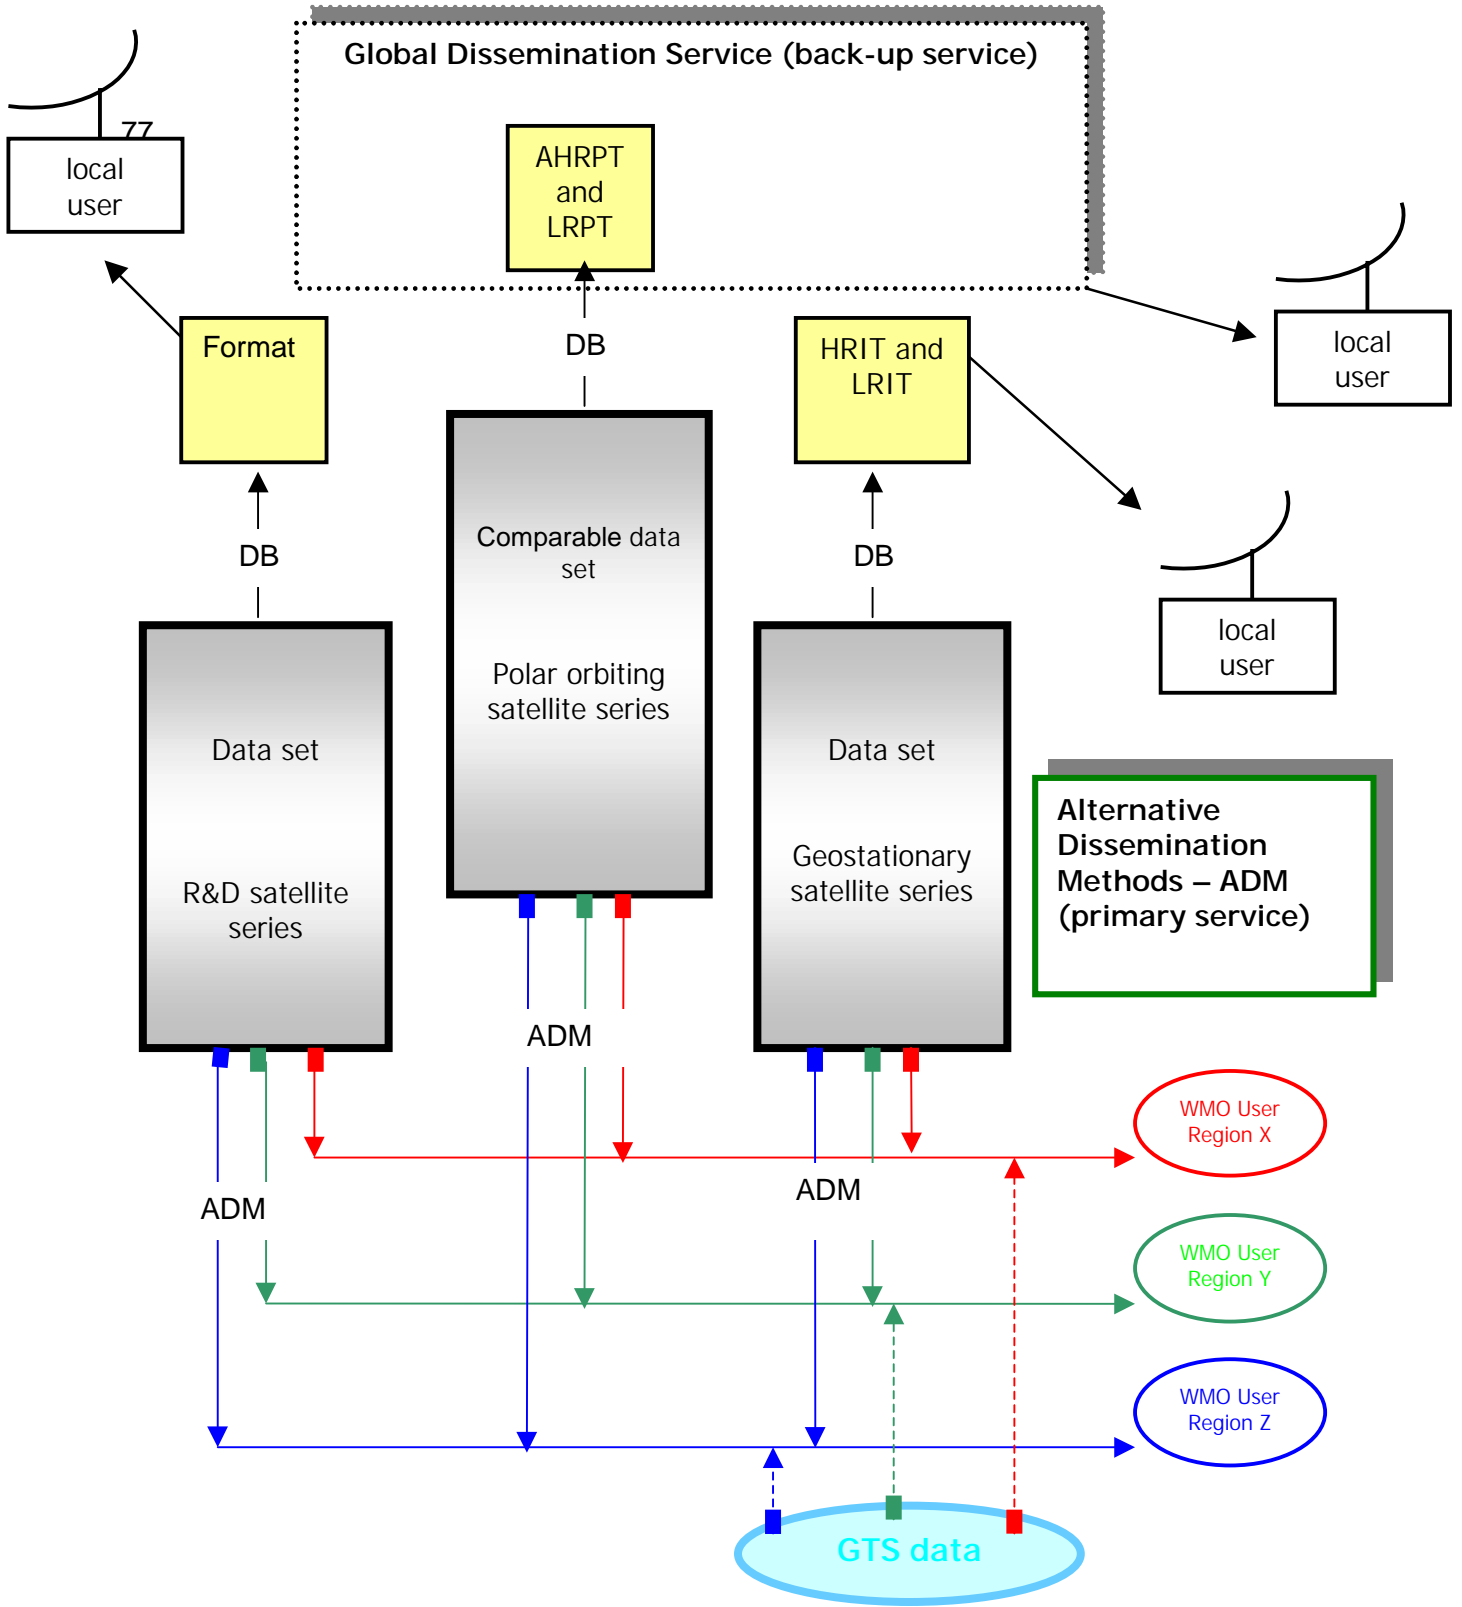 Global Dissemination Service (back-up service)
77
local
user
AHRPT
and
LRPT
DB
Format
HRIT and
LRIT
local
user
DB
DB
Comparable data
set
Polar orbiting
satellite series
local
user
Data set
R&D satellite
series
Data set
Geostationary
satellite series
Alternative
Dissemination
Methods – ADM
(primary service)
ADM
ADM
ADM
WMO User
Region X
WMO User
Region Y
WMO User
Region Z
GTS data